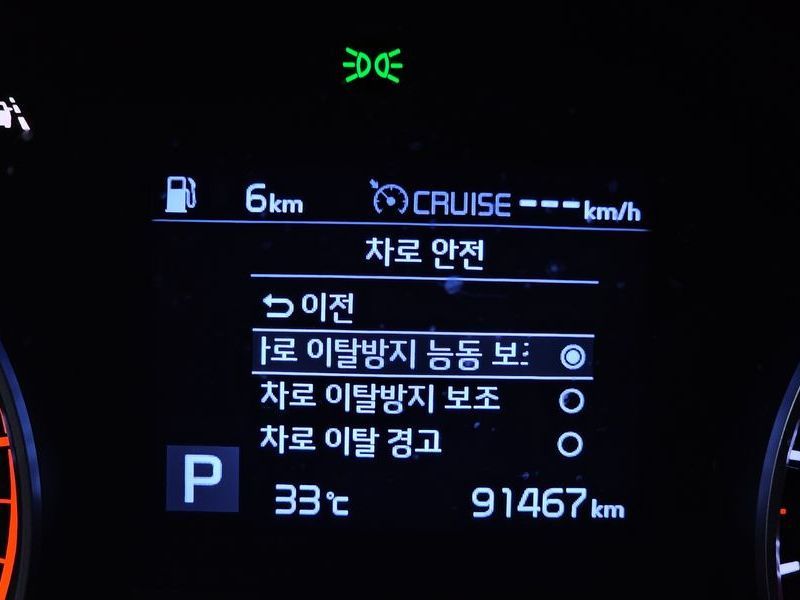 6km CRUISE ---km/h
차로 안전
이전
로 이탈방지 능동 보
차로 이탈방지 보조
차로 이탈 경고
P
33℃ 91467km